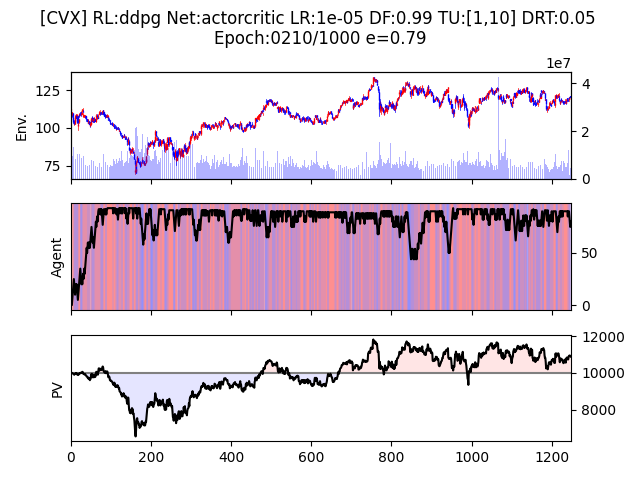 [CVX] RL:ddpg Net:actorcritic LR:1e-05 DF:0.99 TU:[1,10] DRT:0.05
Epoch:0210/1000 e=0.79
1e7
Env.
125
100
75
4
2
0
Agent
50
0
PV
12000
10000
8000
0 200 400 600 800 1000 1200